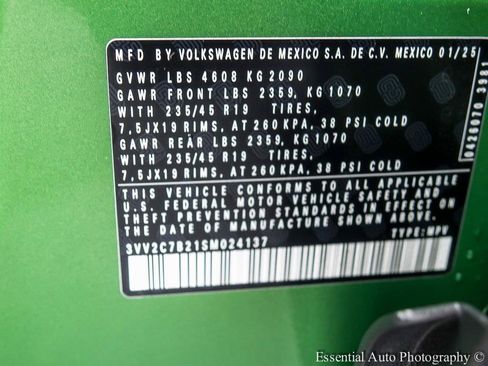 MFD BY VOLKSWAGEN DE MEXICO S.A. DE C.V. MEXICO 01/25
GVWR LBS 4608 KG 2090
GAWR FRONT LBS 2359, KG1070
WITH 235/45 R19 TIRES,
7,5JX19 RIMS, AT 260 KPA, 38 PSI COLD
GAWR REAR LBS 2359, KG 1070
WITH 235/45 R19 TIRES,
7,5JX19 RIMS, AT 260 KPA, 38 PSI COLD
THIS VEHICLE CONFORMS TO ALL APPLICABLE
U.S. FEDERAL MOTOR VEHICLE SAFETY AND
THEFT PREVENTION STANDARDS IN EFFECT ON
THE DATE OF MANUFACTURE SHOWN ABOVE.
3VV2C7B21SM024137 TYPE: MPV
0426070 3981
Essential Auto Photography ©